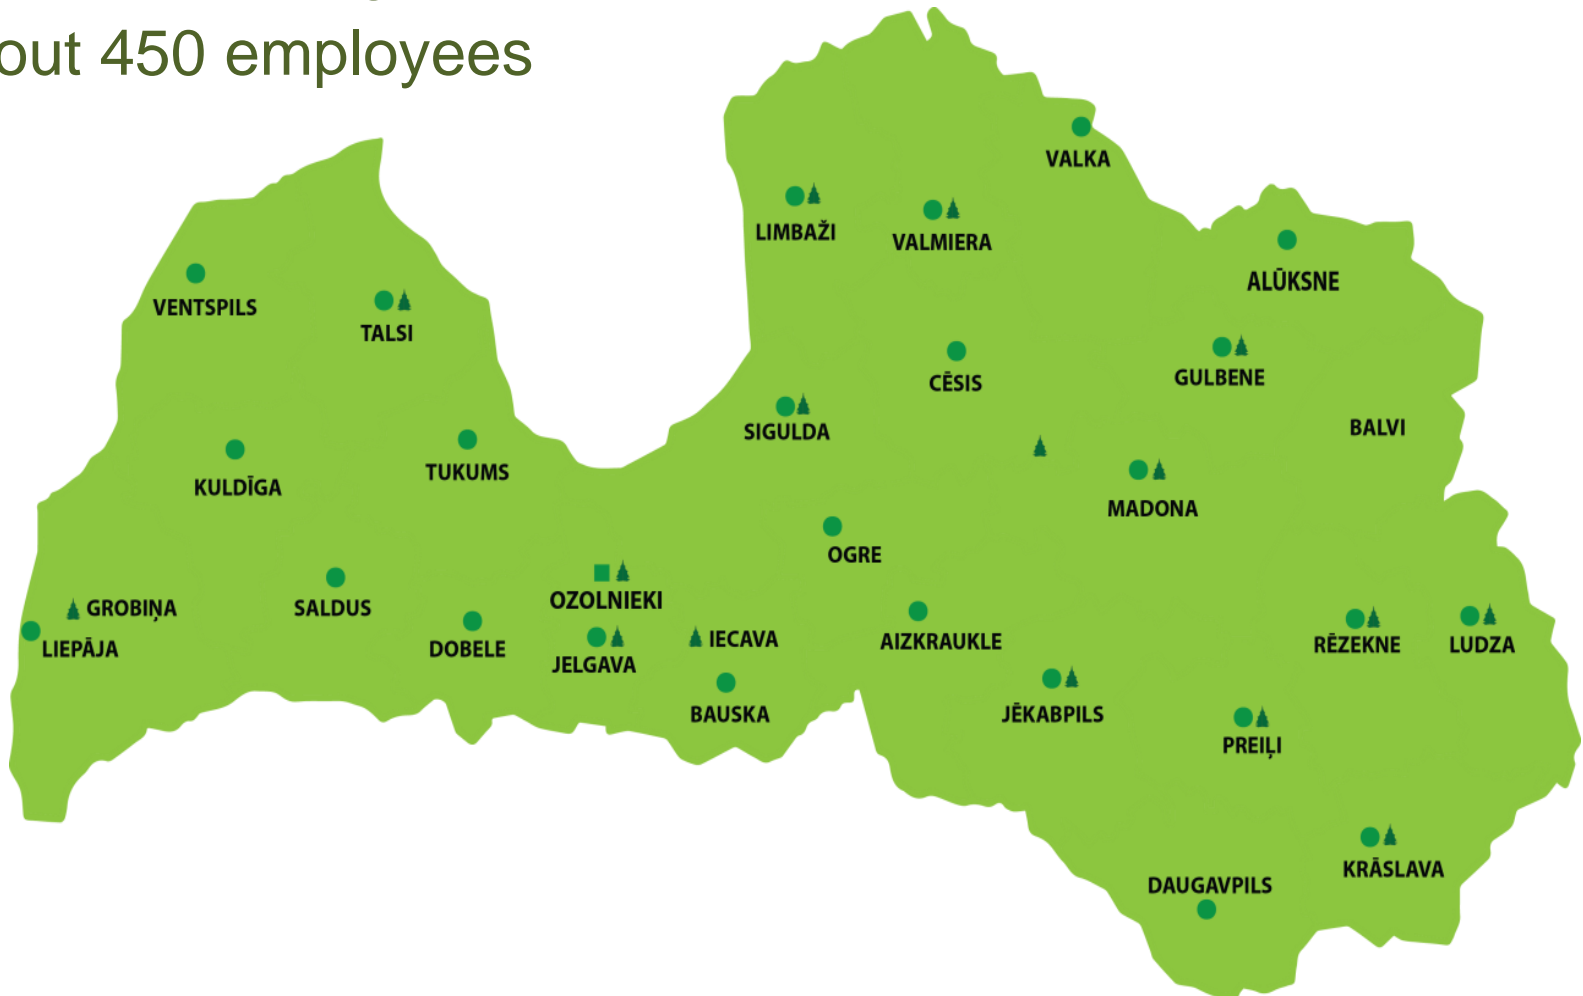 out 450 employees
VALKA
LIMBAŽI
VALMIERA
ALŪKSNE
VENTSPILS
TALSI
CĒSIS
GULBENE
SIGULDA
BALVI
TUKUMS
KULDĪGA
MADONA
OGRE
OZOLNIEKI
GROBIŅA
SALDUS
LIEPĀJA
DOBELE
JELGAVA
IECAVA
AIZKRAUKLE
RĒZEKNE
LUDZA
BAUSKA
JĒKABPILS
PREIĻI
KRĀSLAVA
DAUGAVPILS